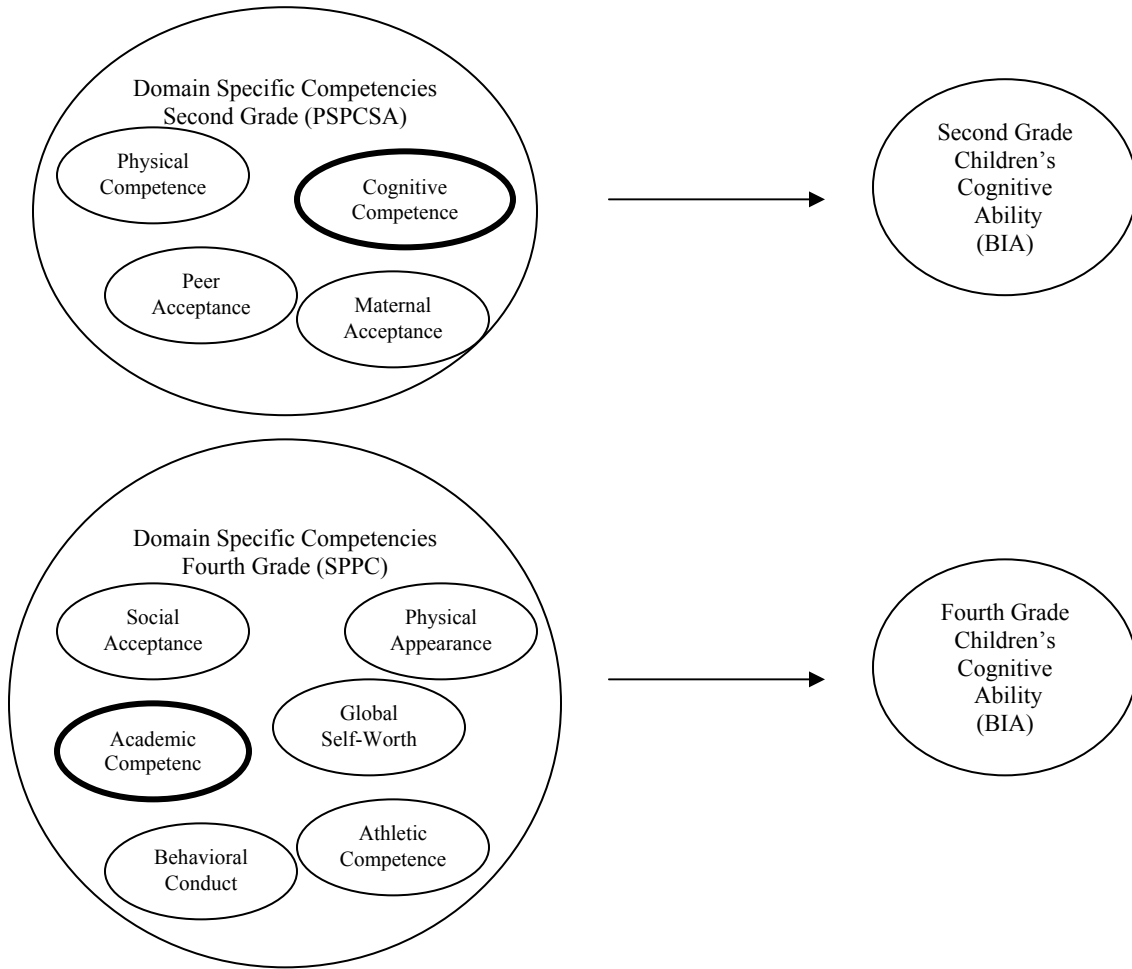 Domain Specific Competencies
Second Grade (PSPCSA)
Physical
Competence
Cognitive
Competence
Peer
Acceptance
Maternal
Acceptance
Second Grade
Children’s
Cognitive
Ability
(BIA)
Domain Specific Competencies
Fourth Grade (SPPC)
Social
Acceptance
Physical
Appearance
Global
Self-Worth
Academic
Competenc
Athletic
Competence
Behavioral
Conduct
Fourth Grade
Children’s
Cognitive
Ability
(BIA)